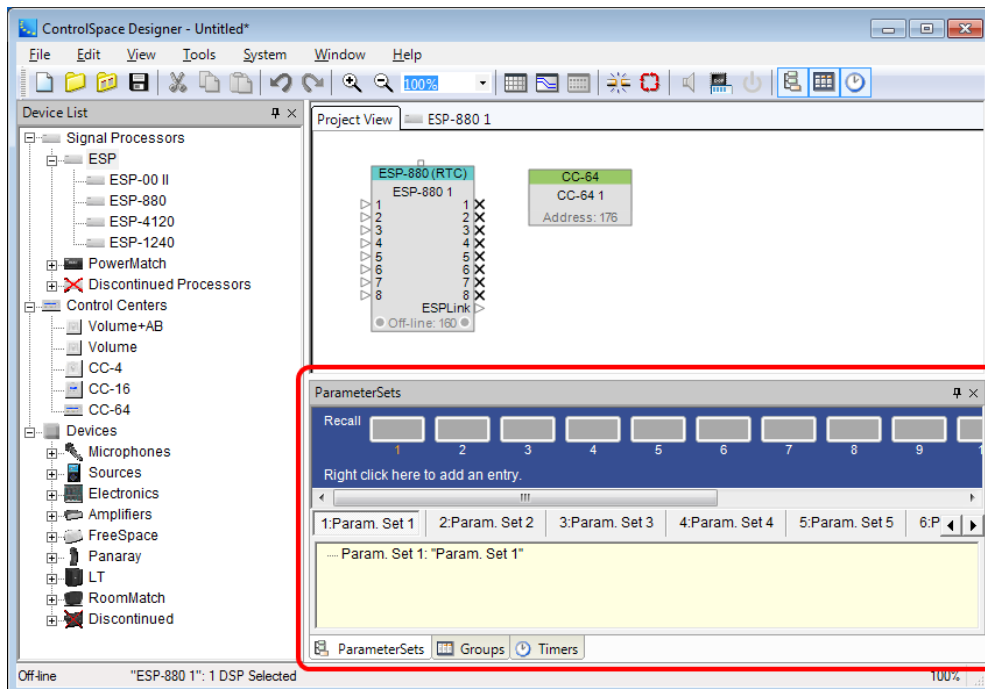 ControlSpace Designer - Untitled*
File Edit View Tools System Window Help
100%
Device List
Signal Processors
ESP
ESP-00 II
ESP-880
ESP-4120
ESP-1240
PowerMatch
Discontinued Processors
Control Centers
Volume+AB
Volume
CC-4
CC-16
CC-64
Devices
Microphones
Sources
Electronics
Amplifiers
FreeSpace
Panaray
LT
RoomMatch
Discontinued
Project View ESP-880 1
ESP-880 (RTC)
ESP-880 1
1 1
2 2
3 3
4 4
5 5
6 6
7 7
8 8
ESPLink
Off-line: 160
CC-64
CC-64 1
Address: 176
ParameterSets
Recall
1 2 3 4 5 6 7 8 9 1
Right click here to add an entry.
1:Param. Set 1 2:Param. Set 2 3:Param. Set 3 4:Param. Set 4 5:Param. Set 5 6:P
Param. Set 1: "Param. Set 1"
ParameterSets Groups Timers
Off-line "ESP-880 1": 1 DSP Selected 100%